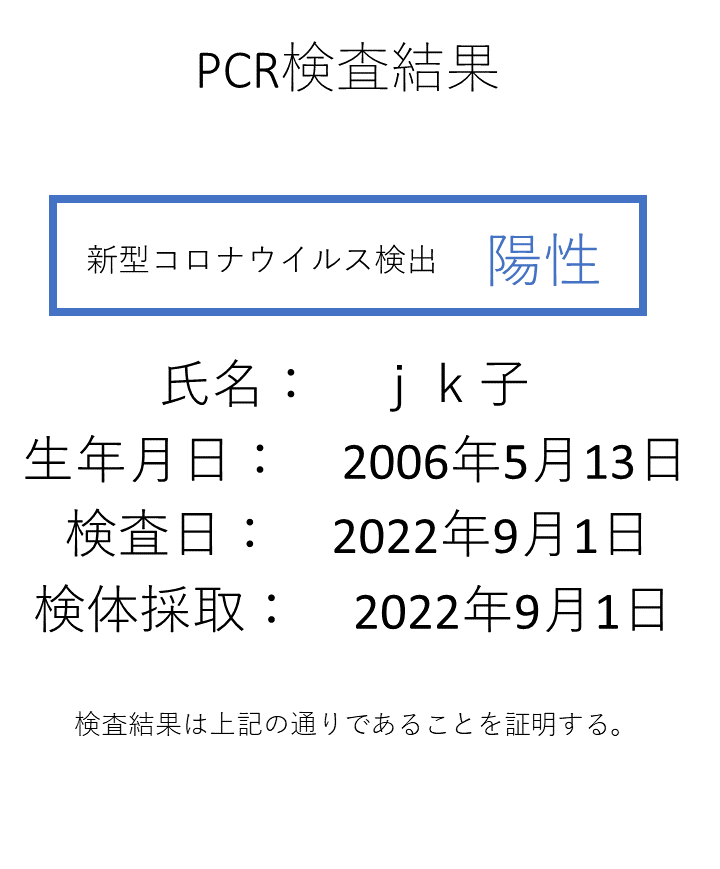 PCR検査結果
新型コロナウイルス検出 陽性
氏名： ｊｋ子
生年月日： 2006年5月13日
検査日： 2022年9月1日
検体採取： 2022年9月1日
検査結果は上記の通りであることを証明する。